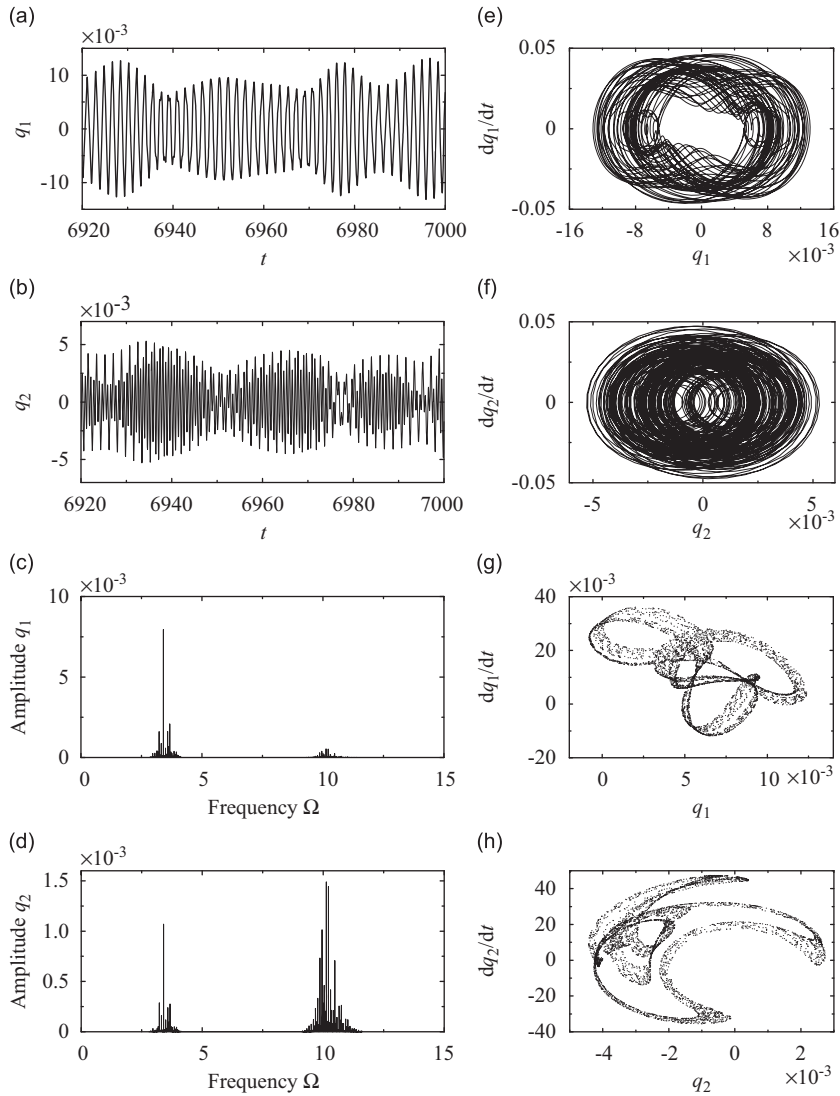 (a)
×10⁻³
10
0
-10
q₁
6920 6940 6960 6980 7000
t
(b)
×10⁻³
5
0
-5
q₂
6920 6940 6960 6980 7000
t
(c)
×10⁻³
10
5
0
Amplitude q₁
0 5 10 15
Frequency Ω
(d)
×10⁻³
1.5
1.0
0.5
0
Amplitude q₂
0 5 10 15
Frequency Ω
(e)
0.05
0
-0.05
dq₁/dt
-16 -8 0 8 16
q₁ ×10⁻³
(f)
0.05
0
-0.05
dq₂/dt
-5 0 5
q₂ ×10⁻³
(g)
×10⁻³
40
20
0
-20
dq₁/dt
0 5 10 ×10⁻³
q₁
(h)
40
20
0
-20
-40
dq₂/dt
-4 -2 0 2
q₂ ×10⁻³